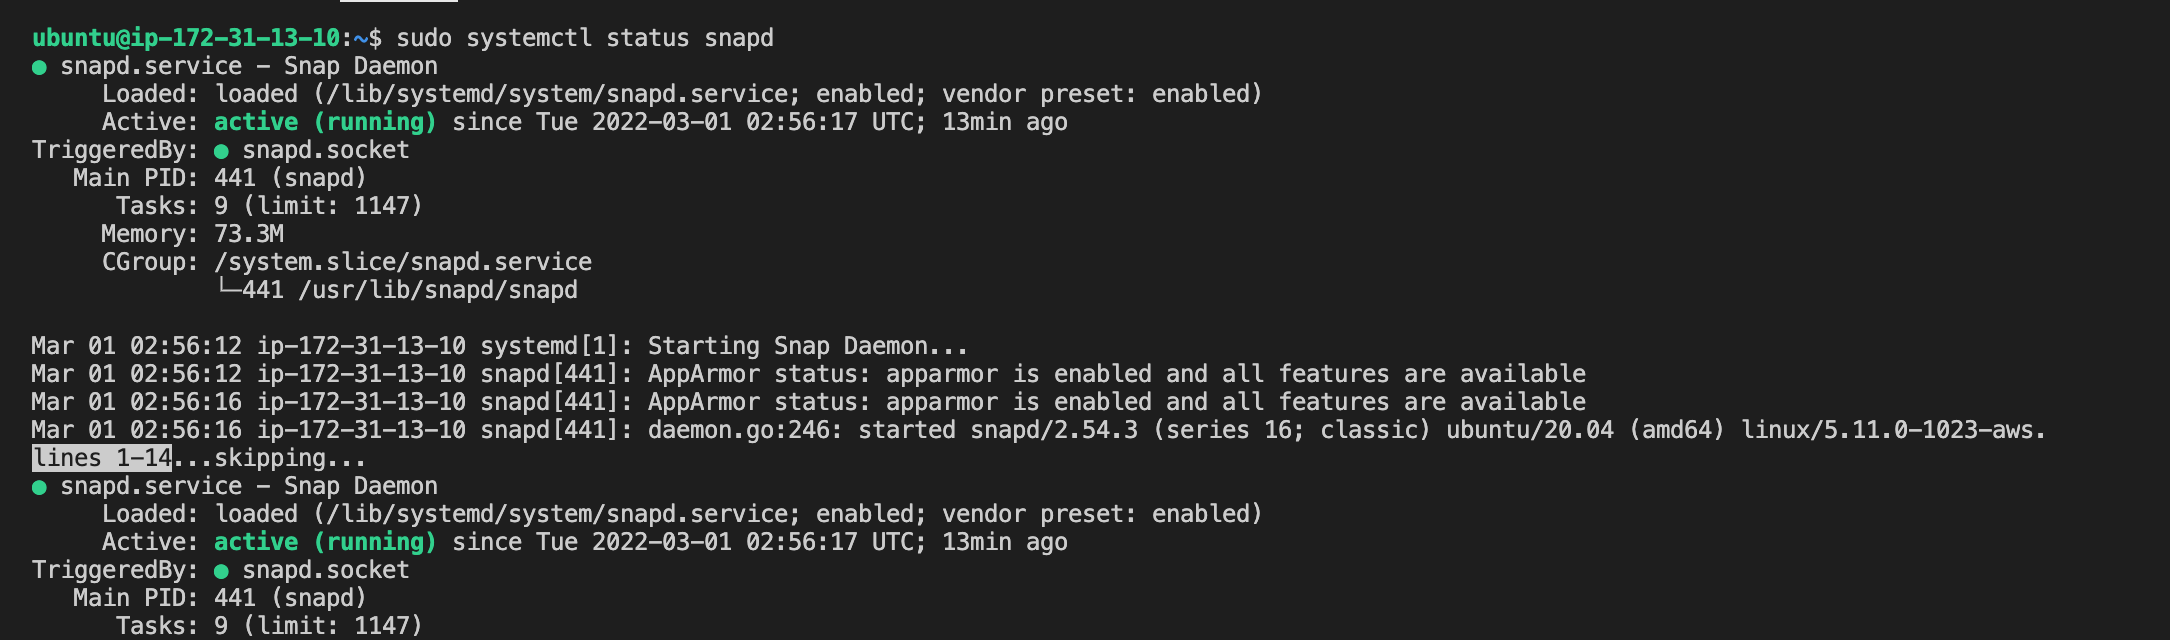 ubuntu@ip-172-31-13-10:~$ sudo systemctl status snapd
● snapd.service - Snap Daemon
     Loaded: loaded (/lib/systemd/system/snapd.service; enabled; vendor preset: enabled)
     Active: active (running) since Tue 2022-03-01 02:56:17 UTC; 13min ago
TriggeredBy: ● snapd.socket
   Main PID: 441 (snapd)
      Tasks: 9 (limit: 1147)
     Memory: 73.3M
     CGroup: /system.slice/snapd.service
             └─441 /usr/lib/snapd/snapd

Mar 01 02:56:12 ip-172-31-13-10 systemd[1]: Starting Snap Daemon...
Mar 01 02:56:12 ip-172-31-13-10 snapd[441]: AppArmor status: apparmor is enabled and all features are available
Mar 01 02:56:16 ip-172-31-13-10 snapd[441]: AppArmor status: apparmor is enabled and all features are available
Mar 01 02:56:16 ip-172-31-13-10 snapd[441]: daemon.go:246: started snapd/2.54.3 (series 16; classic) ubuntu/20.04 (amd64) linux/5.11.0-1023-aws.
lines 1-14...skipping...
● snapd.service - Snap Daemon
     Loaded: loaded (/lib/systemd/system/snapd.service; enabled; vendor preset: enabled)
     Active: active (running) since Tue 2022-03-01 02:56:17 UTC; 13min ago
TriggeredBy: ● snapd.socket
   Main PID: 441 (snapd)
      Tasks: 9 (limit: 1147)